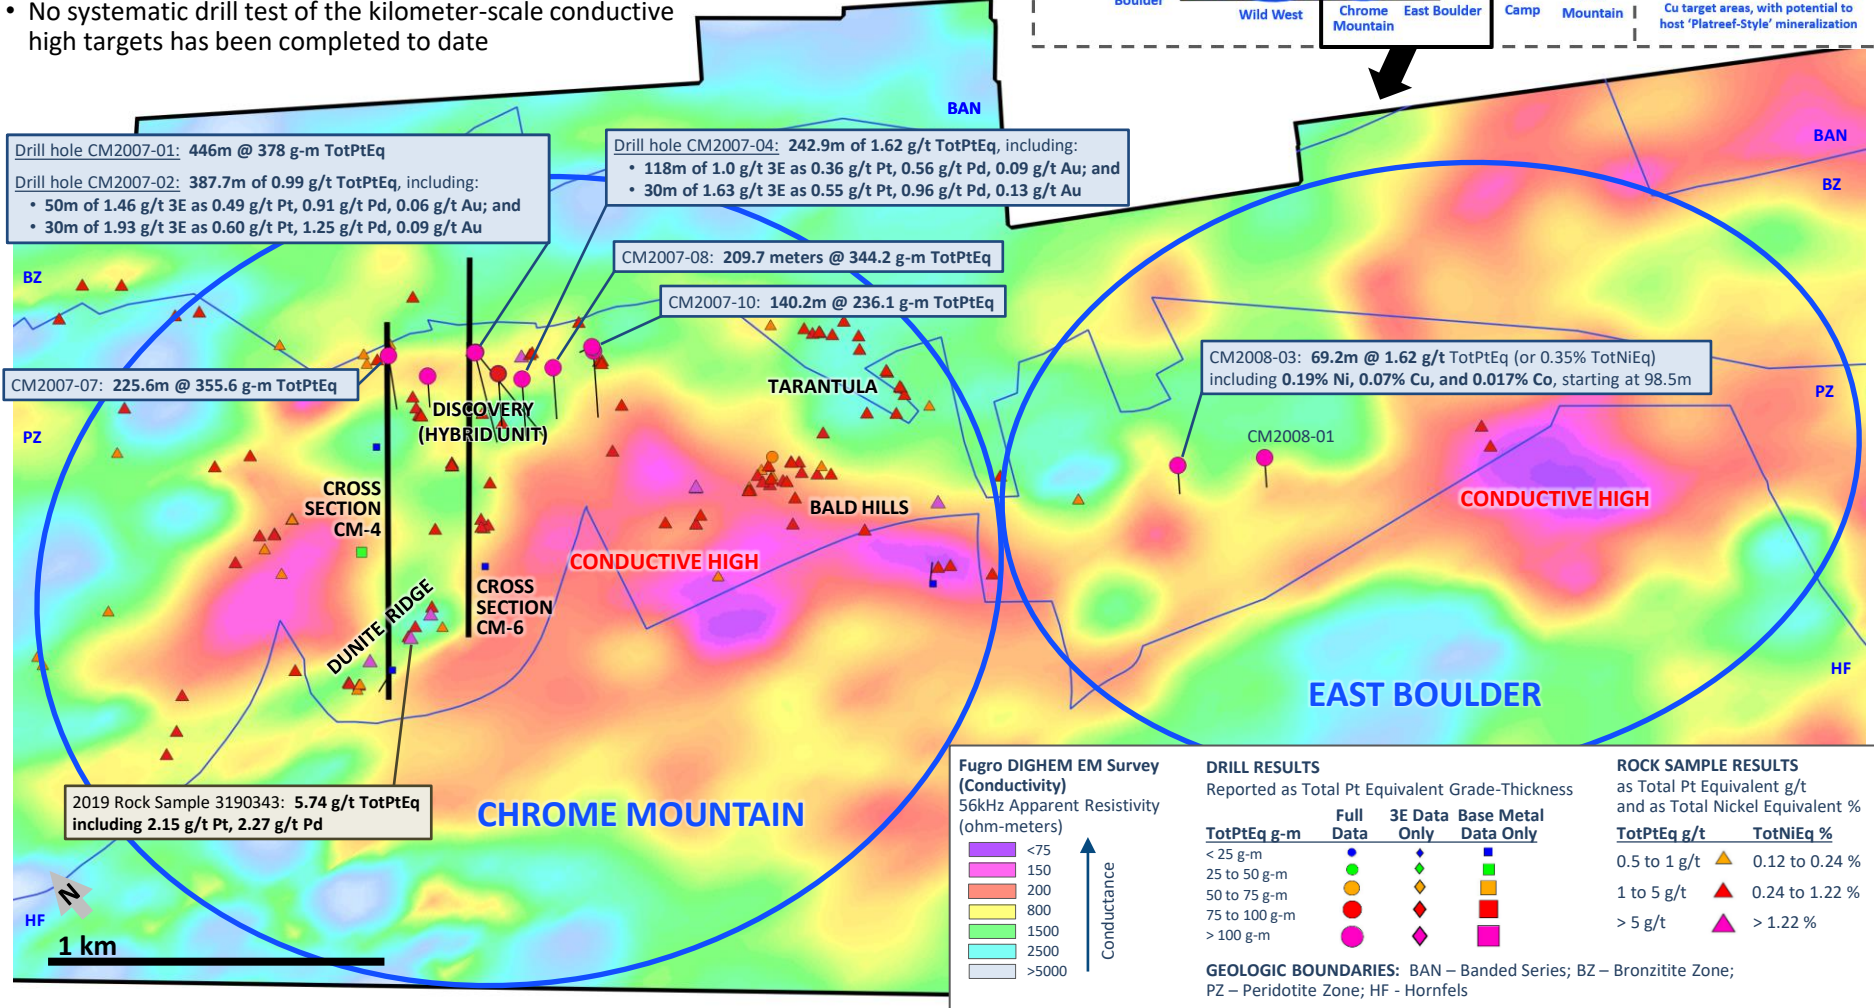 • No systematic drill test of the kilometer-scale conductive
high targets has been completed to date
Boulder
Wild West
Chrome
Mountain
East Boulder
Camp
Mountain
Cu target areas, with potential to
host ‘Platreef-Style’ mineralization
BAN
BAN
BZ
Drill hole CM2007-01: 446m @ 378 g-m TotPtEq
Drill hole CM2007-02: 387.7m of 0.99 g/t TotPtEq, including:
• 50m of 1.46 g/t 3E as 0.49 g/t Pt, 0.91 g/t Pd, 0.06 g/t Au; and
• 30m of 1.93 g/t 3E as 0.60 g/t Pt, 1.25 g/t Pd, 0.09 g/t Au
Drill hole CM2007-04: 242.9m of 1.62 g/t TotPtEq, including:
• 118m of 1.0 g/t 3E as 0.36 g/t Pt, 0.56 g/t Pd, 0.09 g/t Au; and
• 30m of 1.63 g/t 3E as 0.55 g/t Pt, 0.96 g/t Pd, 0.13 g/t Au
CM2007-08: 209.7 meters @ 344.2 g-m TotPtEq
CM2007-10: 140.2m @ 236.1 g-m TotPtEq
BZ
CM2007-07: 225.6m @ 355.6 g-m TotPtEq
CM2008-03: 69.2m @ 1.62 g/t TotPtEq (or 0.35% TotNiEq)
including 0.19% Ni, 0.07% Cu, and 0.017% Co, starting at 98.5m
TARANTULA
DISCOVERY
(HYBRID UNIT)
PZ
PZ
CM2008-01
CROSS
SECTION
CM-4
BALD HILLS
CONDUCTIVE HIGH
CONDUCTIVE HIGH
CROSS
SECTION
CM-6
DUNITE RIDGE
HF
EAST BOULDER
CHROME MOUNTAIN
2019 Rock Sample 3190343: 5.74 g/t TotPtEq
including 2.15 g/t Pt, 2.27 g/t Pd
N
HF
1 km
Fugro DIGHEM EM Survey
(Conductivity)
56kHz Apparent Resistivity
(ohm-meters)
<75
150
200
800
1500
2500
>5000
Conductance
DRILL RESULTS
Reported as Total Pt Equivalent Grade-Thickness
TotPtEq g-m
Full
Data
3E Data
Only
Base Metal
Data Only
< 25 g-m
25 to 50 g-m
50 to 75 g-m
75 to 100 g-m
> 100 g-m
ROCK SAMPLE RESULTS
as Total Pt Equivalent g/t
and as Total Nickel Equivalent %
TotPtEq g/t TotNiEq %
0.5 to 1 g/t 0.12 to 0.24 %
1 to 5 g/t 0.24 to 1.22 %
> 5 g/t > 1.22 %
GEOLOGIC BOUNDARIES: BAN – Banded Series; BZ – Bronzitite Zone;
PZ – Peridotite Zone; HF - Hornfels